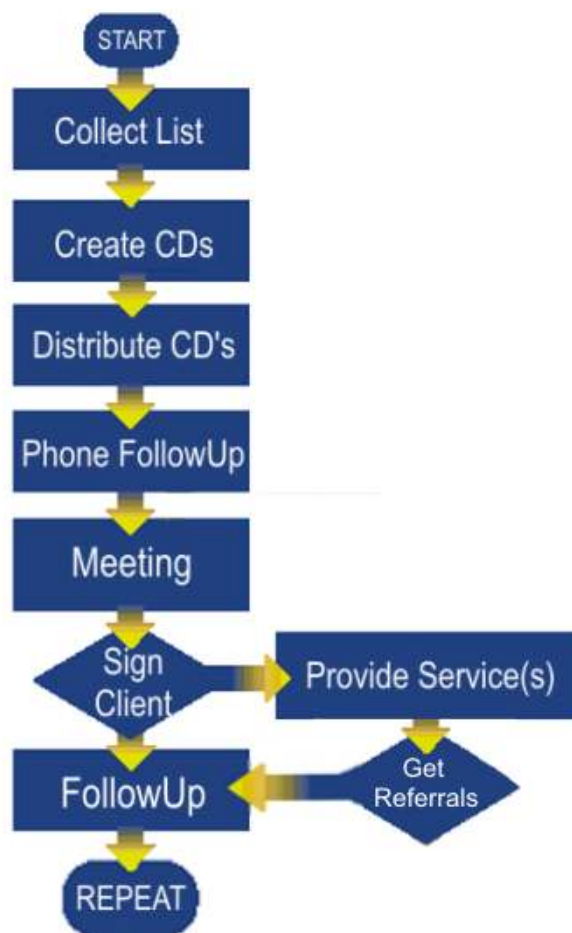 START
Collect List
Create CDs
Distribute CD's
Phone FollowUp
Meeting
Sign
Client
Provide Service(s)
Get
Referrals
FollowUp
REPEAT